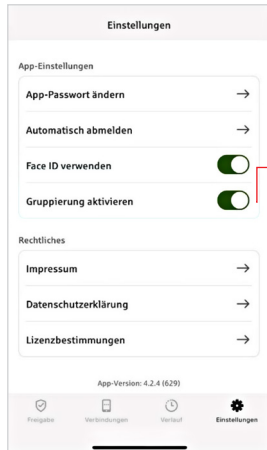 Einstellungen
App-Einstellungen
App-Passwort ändern
Automatisch abmelden
Face ID verwenden
Gruppierung aktivieren
Rechtliches
Impressum
Datenschutzerklärung
Lizenzbestimmungen
App-Version: 4.2.4 (629)
Freigabe Verbindungen Verlauf Einstellungen